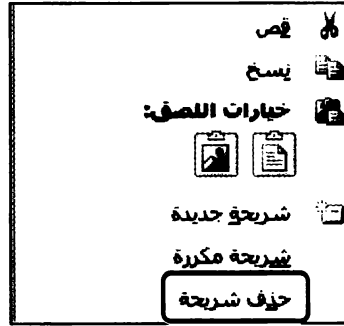 قص
نسخ
خيارات اللصق:
شريحة جديدة
شريحة مكررة
حذف شريحة